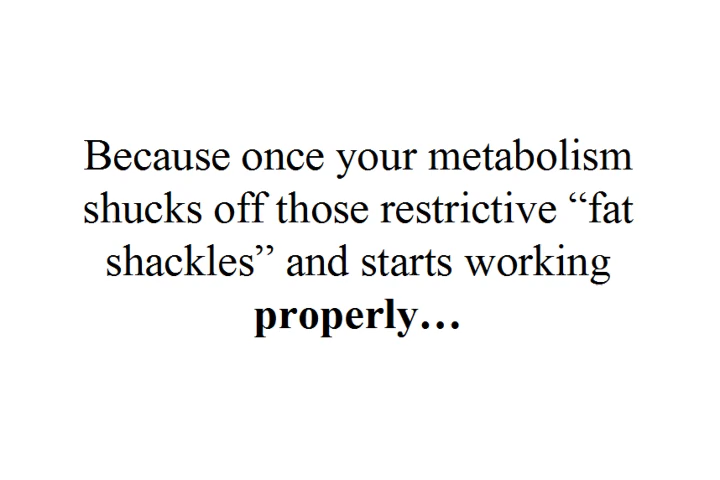 Because once your metabolism
shucks off those restrictive “fat
shackles” and starts working
properly…